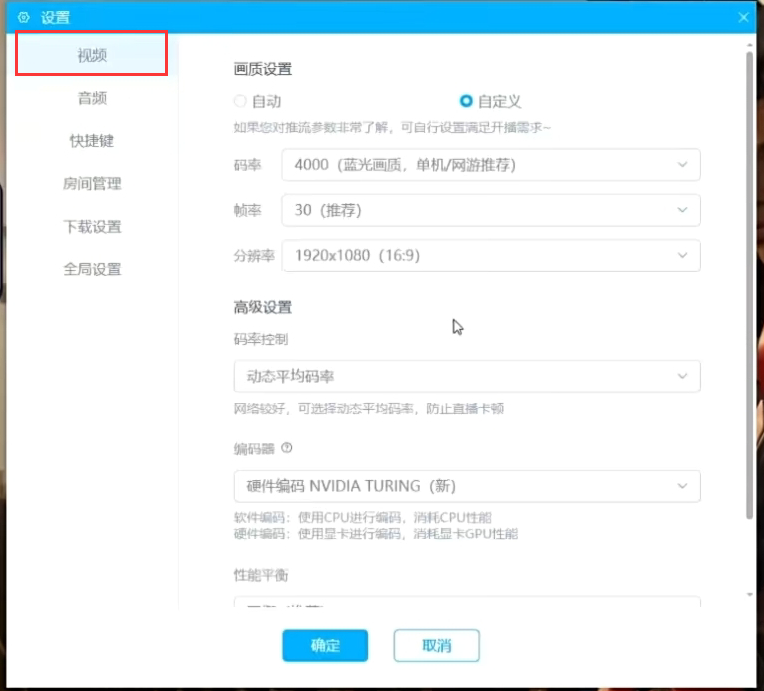 设置
视频
音频
快捷键
房间管理
下载设置
全局设置
画质设置
自动
自定义
如果您对推流参数非常了解，可自行设置满足开播需求~
码率
4000（蓝光画质，单机/网游推荐）
帧率
30（推荐）
分辨率
1920x1080（16:9）
高级设置
码率控制
动态平均码率
网络较好，可选择动态平均码率，防止直播卡顿
编码器
硬件编码 NVIDIA TURING（新）
软件编码：使用CPU进行编码，消耗CPU性能
硬件编码：使用显卡进行编码，消耗显卡GPU性能
性能平衡
确定
取消